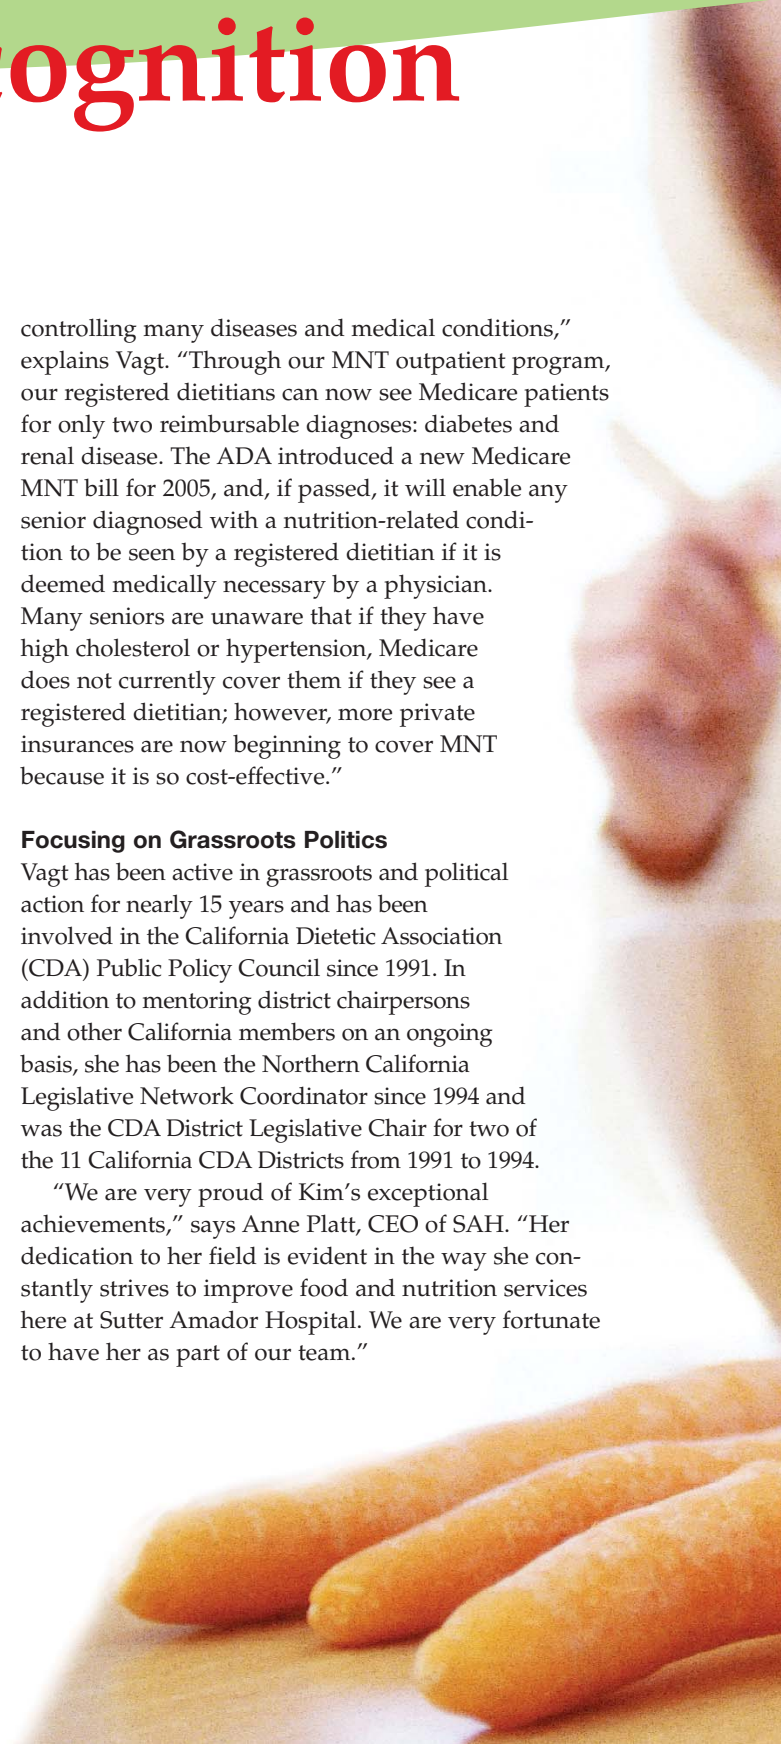 cognition
controlling many diseases and medical conditions,”
explains Vagt. “Through our MNT outpatient program,
our registered dietitians can now see Medicare patients
for only two reimbursable diagnoses: diabetes and
renal disease. The ADA introduced a new Medicare
MNT bill for 2005, and, if passed, it will enable any
senior diagnosed with a nutrition-related condi-
tion to be seen by a registered dietitian if it is
deemed medically necessary by a physician.
Many seniors are unaware that if they have
high cholesterol or hypertension, Medicare
does not currently cover them if they see a
registered dietitian; however, more private
insurances are now beginning to cover MNT
because it is so cost-effective.”
Focusing on Grassroots Politics
Vagt has been active in grassroots and political
action for nearly 15 years and has been
involved in the California Dietetic Association
(CDA) Public Policy Council since 1991. In
addition to mentoring district chairpersons
and other California members on an ongoing
basis, she has been the Northern California
Legislative Network Coordinator since 1994 and
was the CDA District Legislative Chair for two of
the 11 California CDA Districts from 1991 to 1994.
“We are very proud of Kim’s exceptional
achievements,” says Anne Platt, CEO of SAH. “Her
dedication to her field is evident in the way she con-
stantly strives to improve food and nutrition services
here at Sutter Amador Hospital. We are very fortunate
to have her as part of our team.”